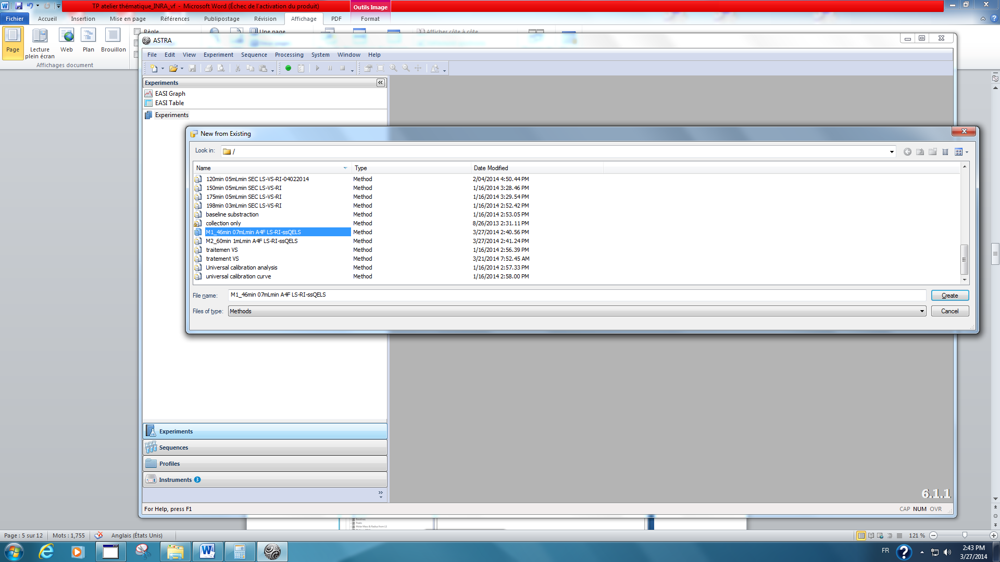 TP atelier thématique_INRA_vf - Microsoft Word (Échec de l'activation du produit)
Outils Image
Fichier Accueil Insertion Mise en page Références Publipostage Révision Affichage PDF Format
Page Lecture plein écran Web Plan Brouillon
Règle
Une page
Afficher côte à côte
Affichages document
ASTRA
File Edit View Experiment Sequence Processing System Window Help
Experiments
EASI Graph
EASI Table
Experiments
New from Existing
Look in: /
Name Type Date Modified
120min 05mLmin SEC LS-VS-RI-04022014 Method 2/04/2014 4:50.44 PM
150min 05mLmin SEC LS-VS-RI Method 1/16/2014 3:28.46 PM
175min 05mLmin SEC LS-VS-RI Method 1/16/2014 3:29.54 PM
198min 03mLmin SEC LS-VS-RI Method 1/16/2014 2:52.42 PM
baseline substraction Method 1/16/2014 2:53.05 PM
collection only Method 8/26/2013 2:31.11 PM
M1_46min 07mLmin A4F LS-RI-ssQELS Method 3/27/2014 2:40.56 PM
M2_60min 1mLmin A4F LS-RI-ssQELS Method 3/27/2014 2:41.24 PM
traitemen VS Method 1/16/2014 2:56.39 PM
tratement VS Method 3/21/2014 7:52.45 AM
Universal calibration analysis Method 1/16/2014 2:57.33 PM
universal calibration curve Method 1/16/2014 2:58.00 PM
File name: M1_46min 07mLmin A4F LS-RI-ssQELS Create
Files of type: Methods Cancel
Experiments
Sequences
Profiles
Instruments 3
6.1.1
For Help, press F1 CAP NUM OVR
Baselines
Peaks
Molar Mass & Radius from LS
Page : 5 sur 12 Mots : 1,755 Anglais (États Unis) 121 %
FR 2:43 PM
3/27/2014